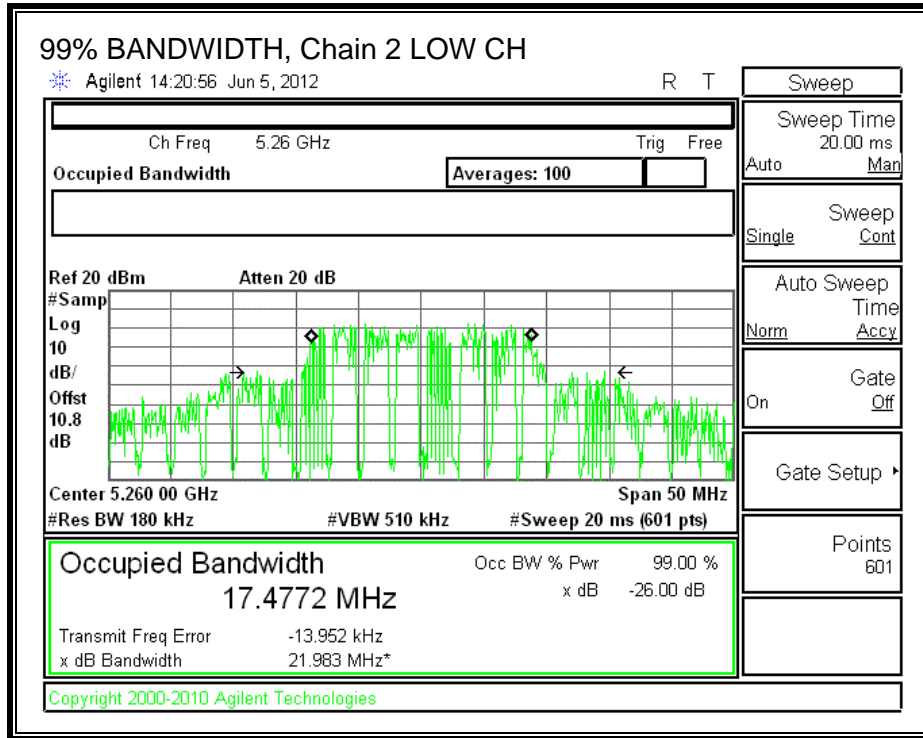 99% BANDWIDTH, Chain 2 LOW CH
Agilent 14:20:56 Jun 5, 2012 R T
Ch Freq 5.26 GHz Trig Free
Occupied Bandwidth Averages: 100
Ref 20 dBm Atten 20 dB
#Samp
Log
10
dB/
Offst
10.8
dB
Center 5.260 00 GHz Span 50 MHz
#Res BW 180 kHz #VBW 510 kHz #Sweep 20 ms (601 pts)
Occupied Bandwidth Occ BW % Pwr 99.00 %
17.4772 MHz x dB -26.00 dB
Transmit Freq Error -13.952 kHz
x dB Bandwidth 21.983 MHz*
Copyright 2000-2010 Agilent Technologies
Sweep
Sweep Time
20.00 ms
Auto Man
Sweep
Single Cont
Auto Sweep
Time
Norm Accy
Gate
On Off
Gate Setup
Points
601